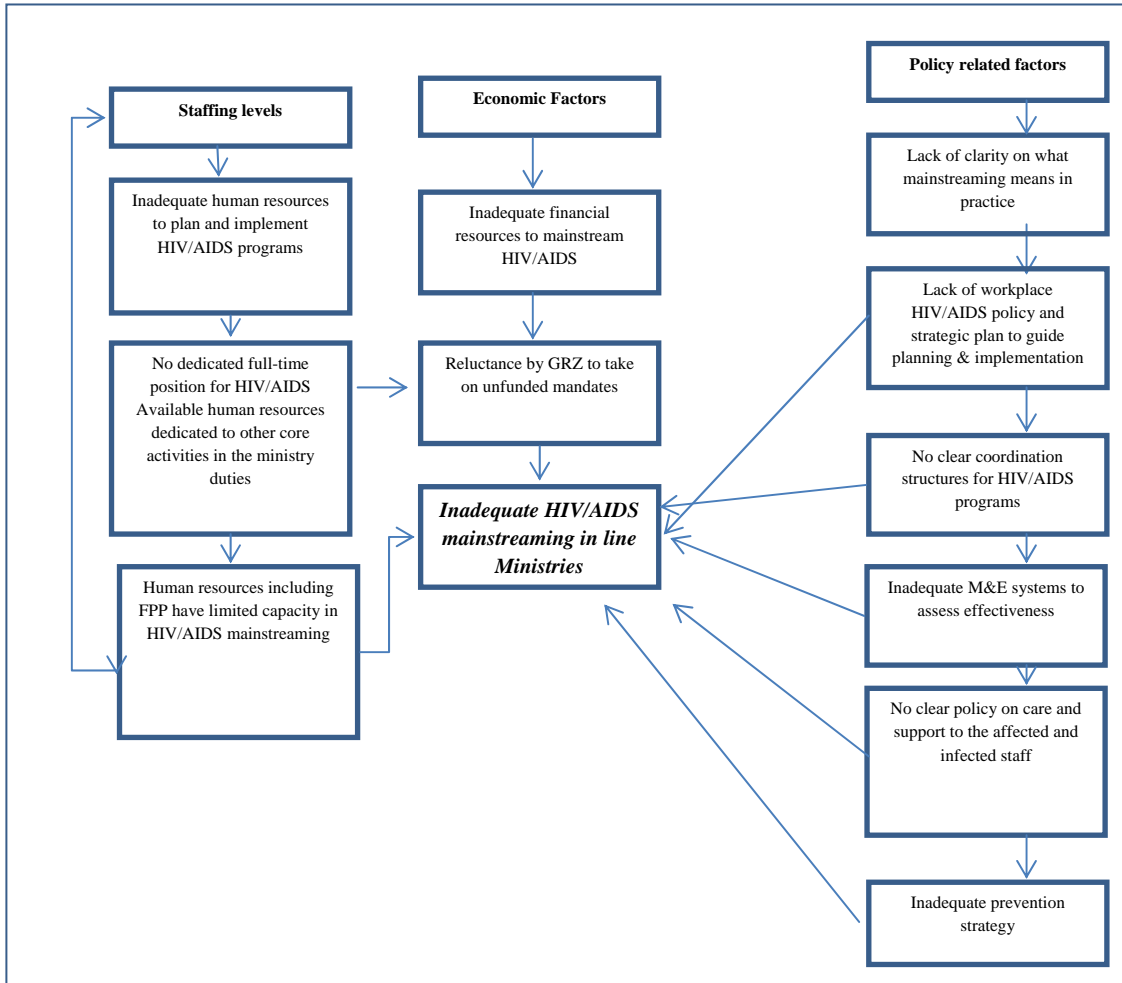 Staffing levels
Inadequate human resources
to plan and implement
HIV/AIDS programs
No dedicated full-time
position for HIV/AIDS
Available human resources
dedicated to other core
activities in the ministry
duties
Human resources including
FPP have limited capacity in
HIV/AIDS mainstreaming
Economic Factors
Inadequate financial
resources to mainstream
HIV/AIDS
Reluctance by GRZ to take
on unfunded mandates
Inadequate HIV/AIDS
mainstreaming in line
Ministries
Policy related factors
Lack of clarity on what
mainstreaming means in
practice
Lack of workplace
HIV/AIDS policy and
strategic plan to guide
planning & implementation
No clear coordination
structures for HIV/AIDS
programs
Inadequate M&E systems to
assess effectiveness
No clear policy on care and
support to the affected and
infected staff
Inadequate prevention
strategy